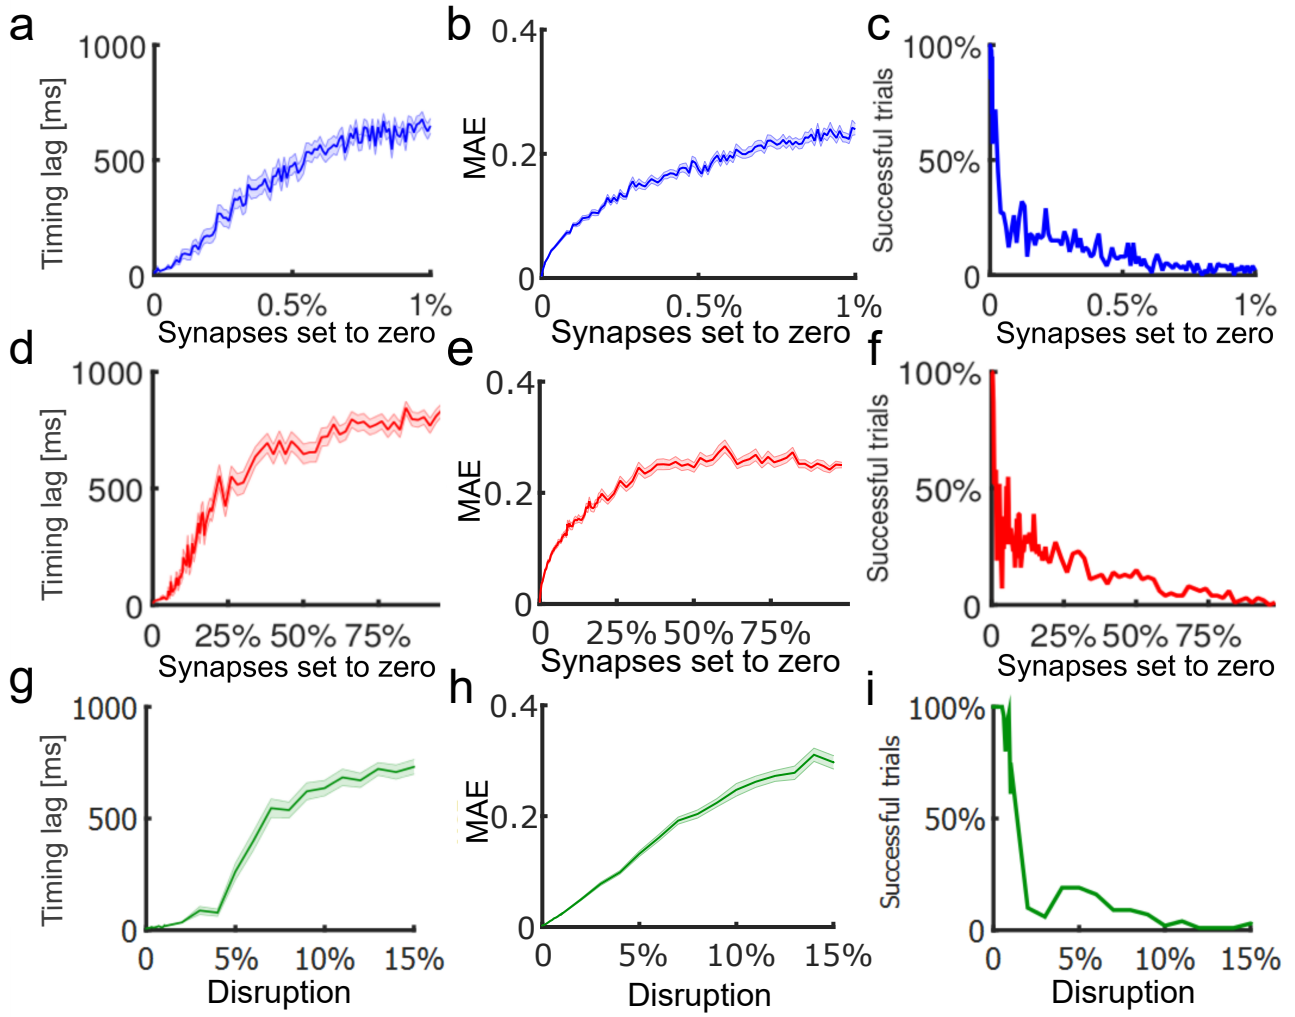 a
1000
500
0
Timing lag [ms]
0 0.5% 1%
Synapses set to zero
b
0.4
0.2
0
MAE
0 0.5% 1%
Synapses set to zero
c
100%
50%
0
Successful trials
0 0.5% 1%
Synapses set to zero
d
1000
500
0
Timing lag [ms]
0 25% 50% 75%
Synapses set to zero
e
0.4
0.2
0
MAE
0 25% 50% 75%
Synapses set to zero
f
100%
50%
0
Successful trials
0 25% 50% 75%
Synapses set to zero
g
1000
500
0
Timing lag [ms]
0 5% 10% 15%
Disruption
h
0.4
0.2
0
MAE
0 5% 10% 15%
Disruption
i
100%
50%
0
Successful trials
0 5% 10% 15%
Disruption